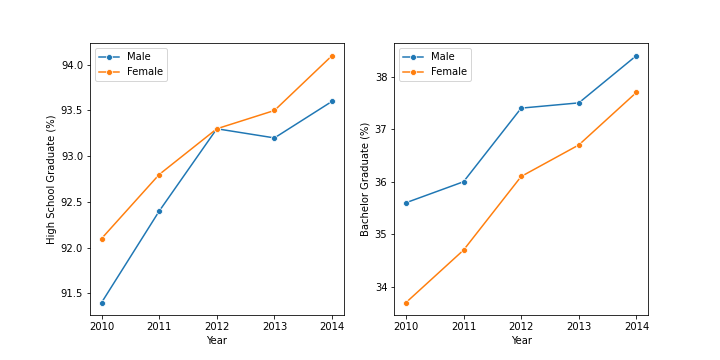 High School Graduate (%)
94.0
93.5
93.0
92.5
92.0
91.5
Male
Female
2010 2011 2012 2013 2014
Year
Bachelor Graduate (%)
38
37
36
35
34
Male
Female
2010 2011 2012 2013 2014
Year